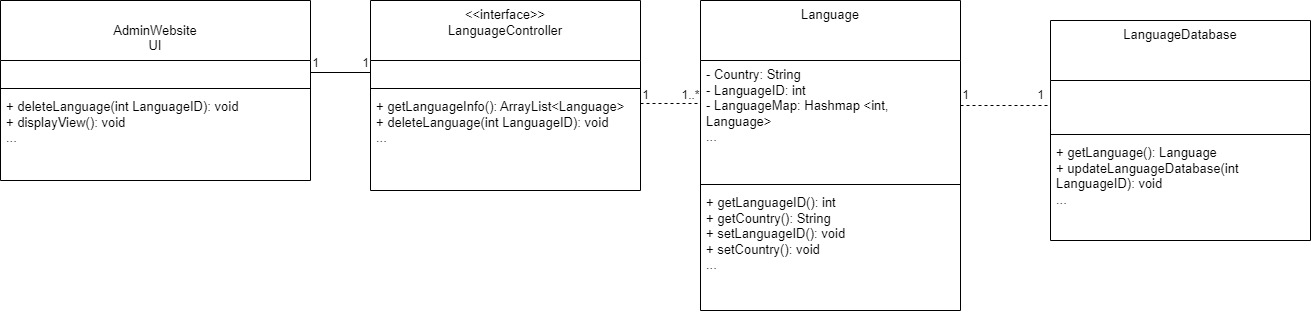 AdminWebsite
UI
+ deleteLanguage(int LanguageID): void
+ displayView(): void
...
1
1
<<interface>>
LanguageController
+ getLanguageInfo(): ArrayList<Language>
+ deleteLanguage(int LanguageID): void
...
1
1..*
Language
- Country: String
- LanguageID: int
- LanguageMap: Hashmap <int,
Language>
...
+ getLanguageID(): int
+ getCountry(): String
+ setLanguageID(): void
+ setCountry(): void
...
1
1
LanguageDatabase
+ getLanguage(): Language
+ updateLanguageDatabase(int
LanguageID): void
...